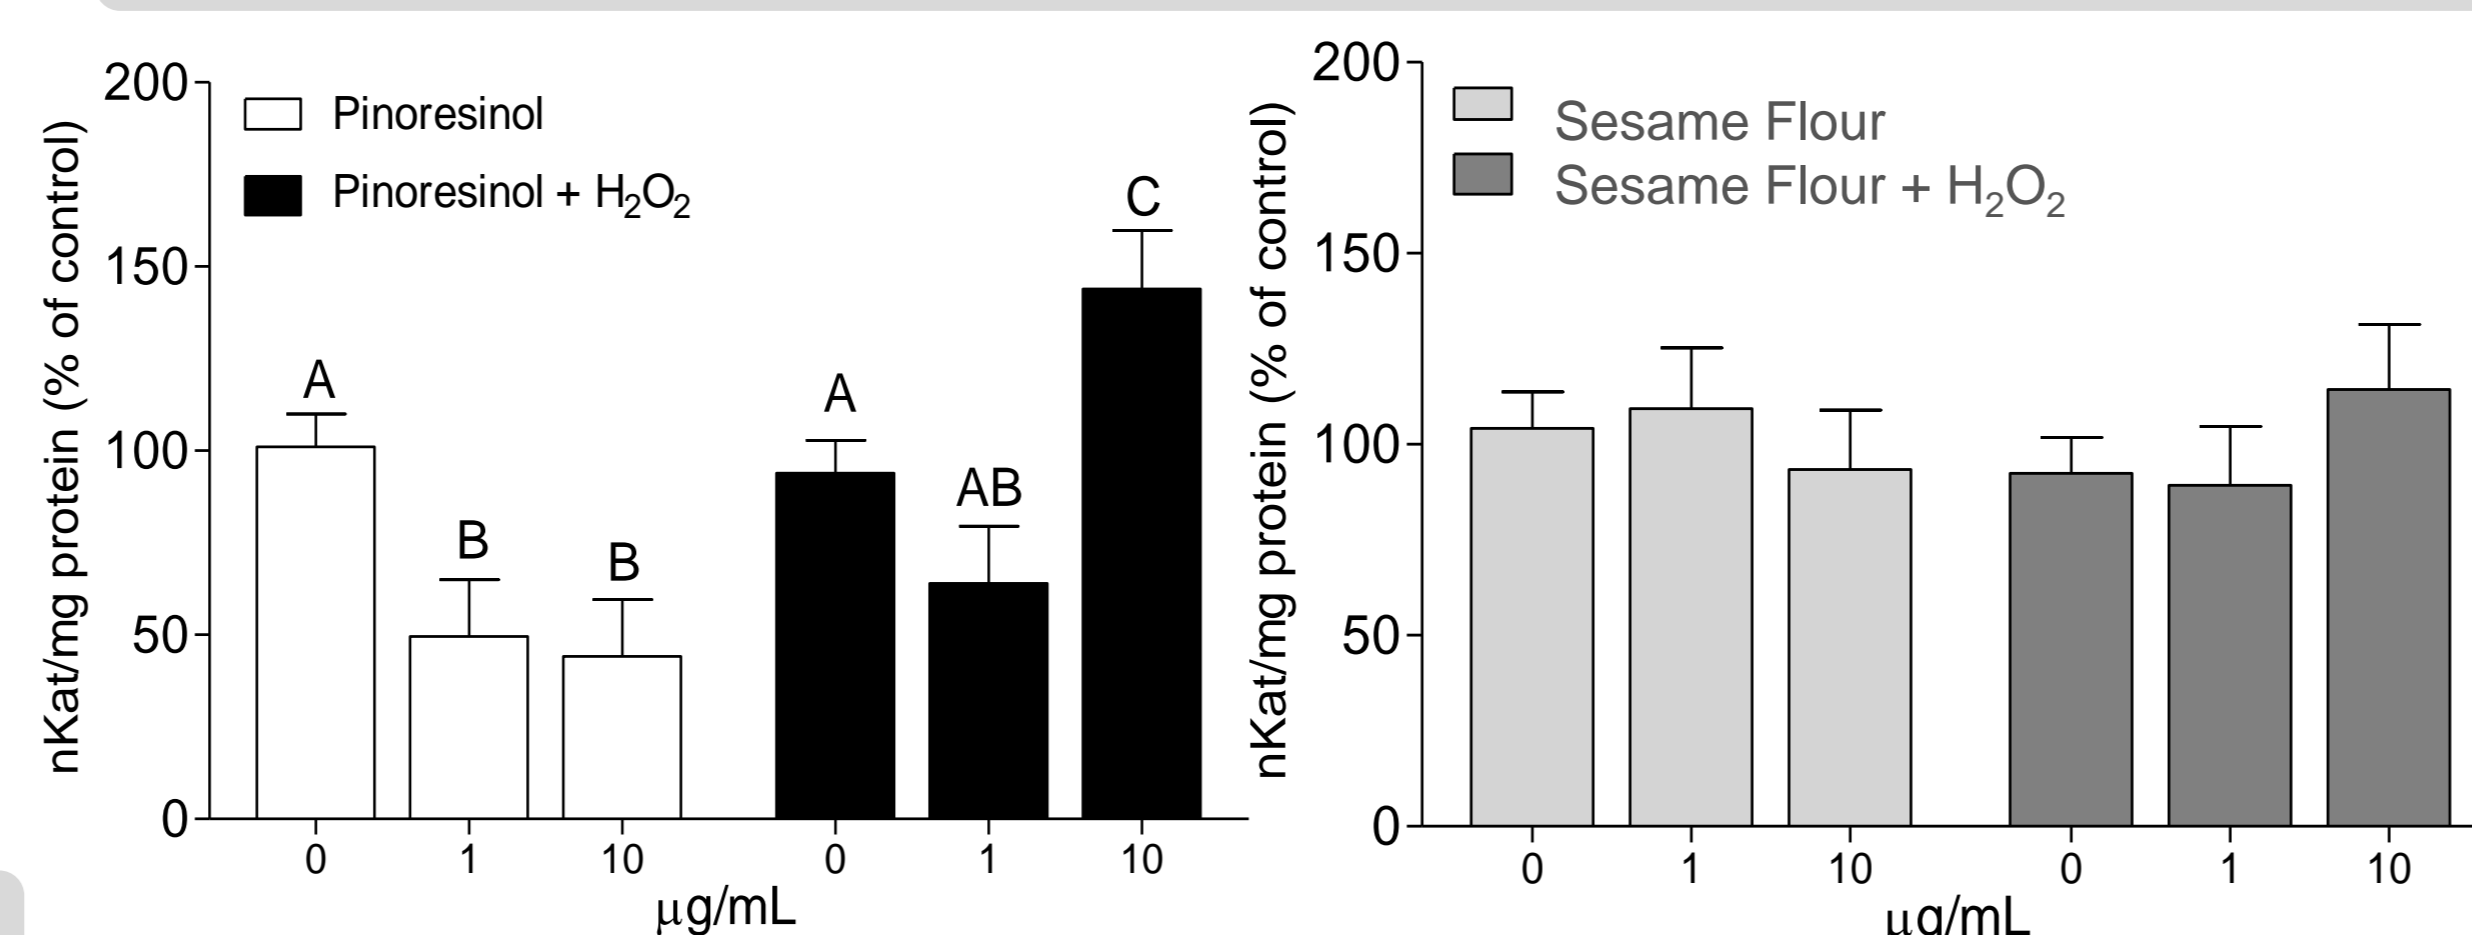 nKat/mg protein (% of control)
200
150
100
50
0
Pinoresinol
Pinoresinol + H₂O₂
A
B
B
A
AB
C
0 1 10 0 1 10
μg/mL
nKat/mg protein (% of control)
200
150
100
50
0
Sesame Flour
Sesame Flour + H₂O₂
0 1 10 0 1 10
μg/mL